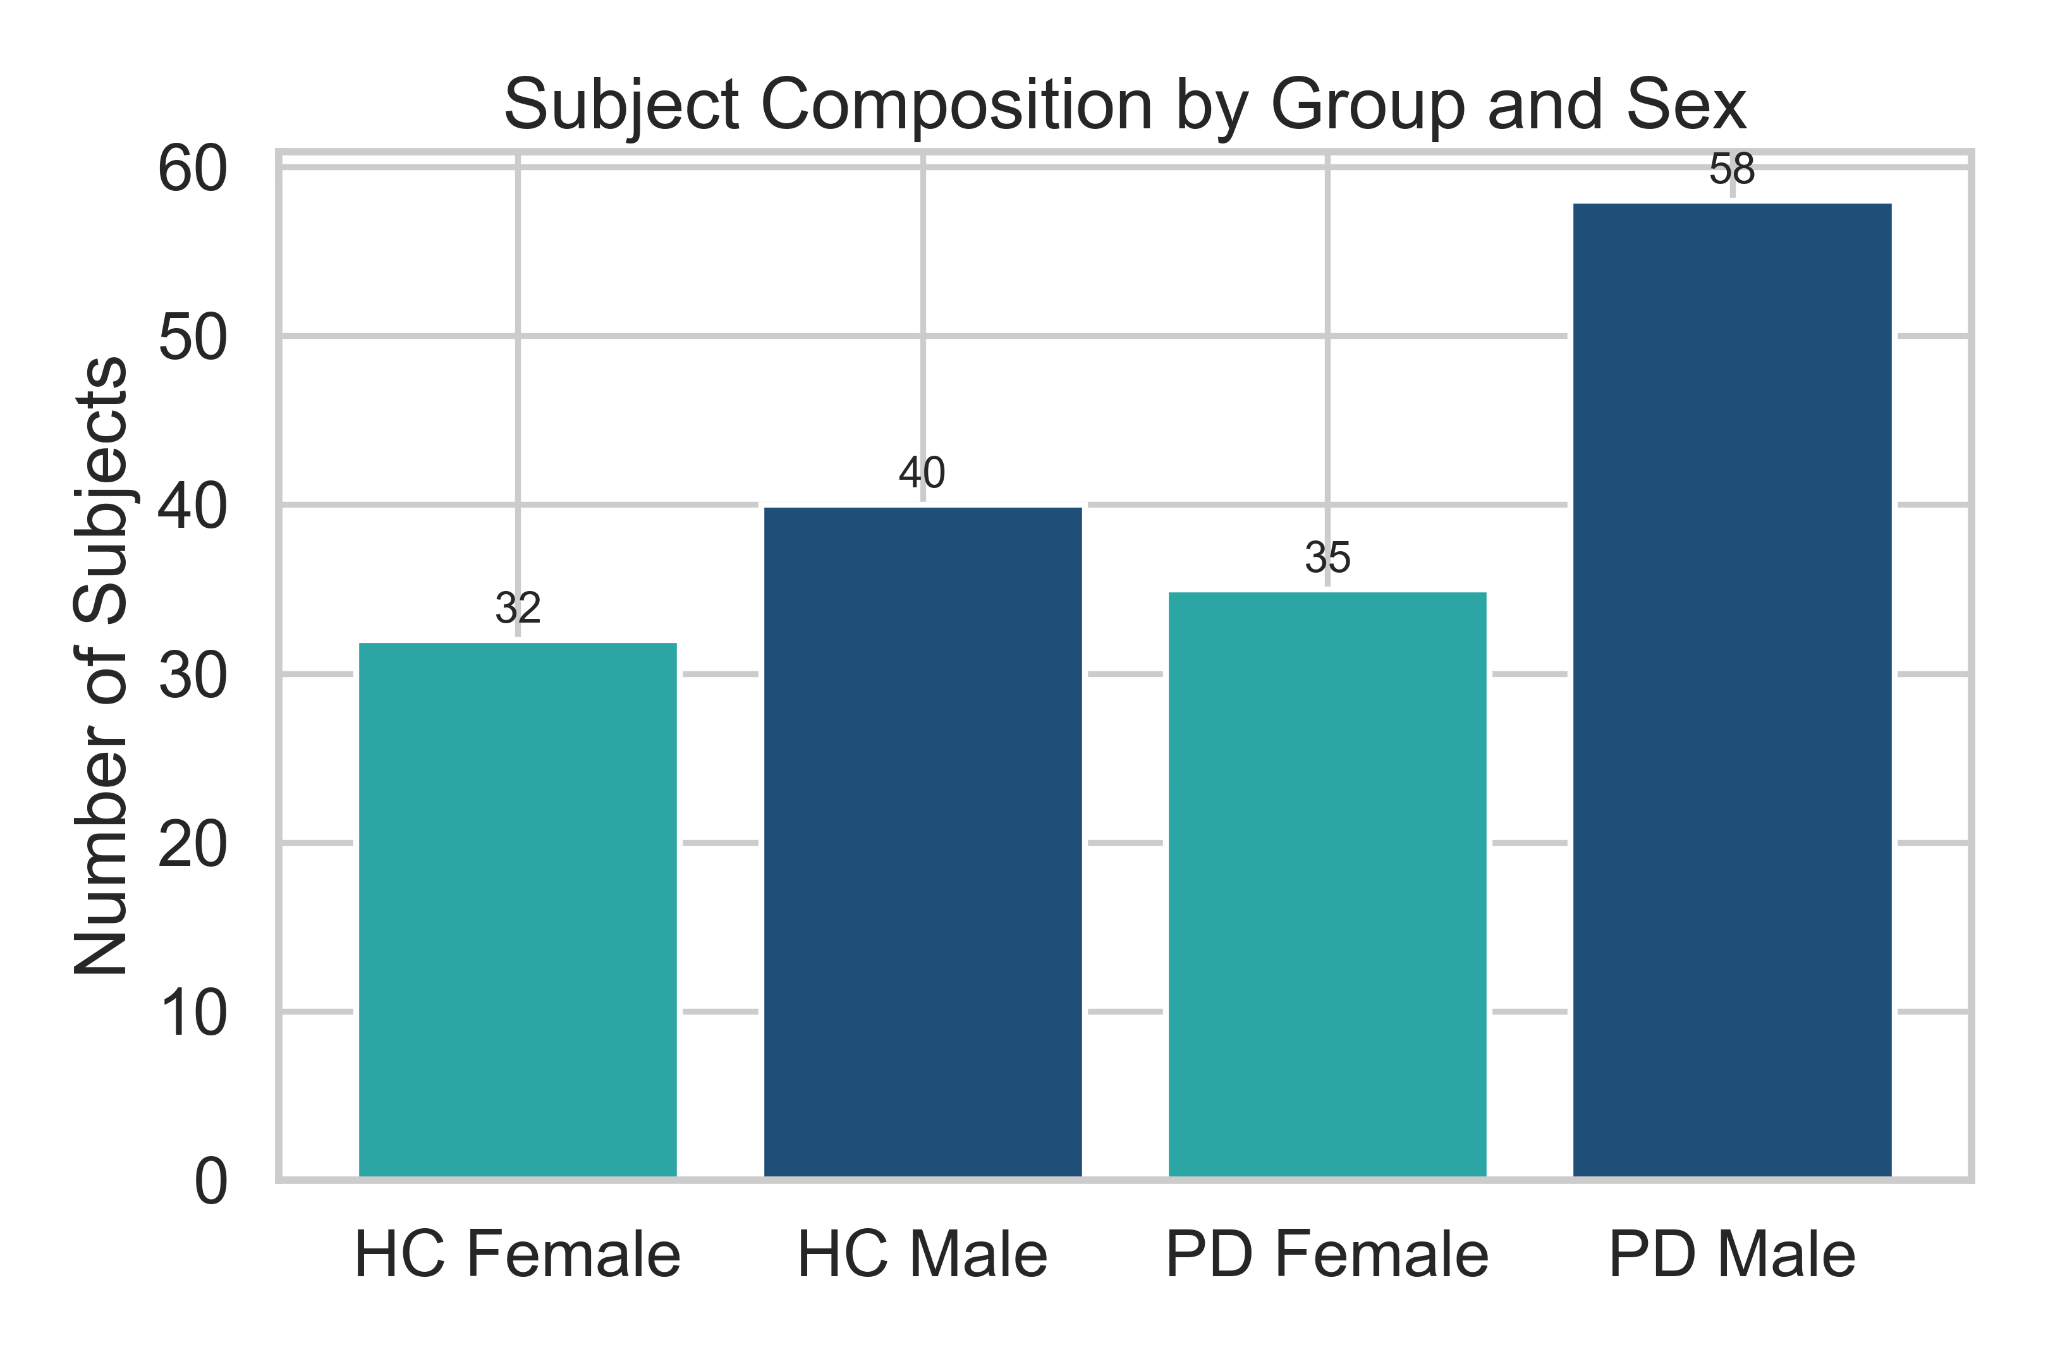 Subject Composition by Group and Sex
Number of Subjects
60
50
40
30
20
10
0
32
40
35
58
HC Female
HC Male
PD Female
PD Male